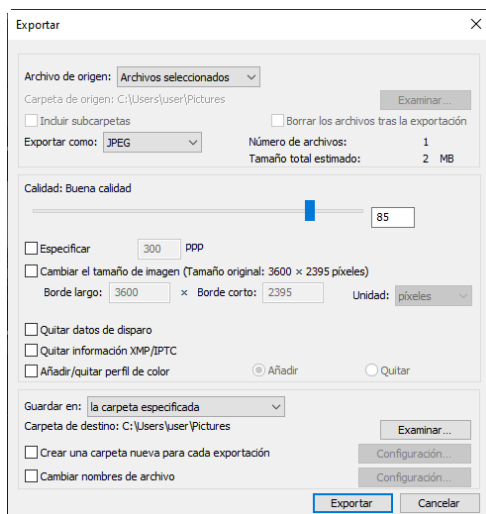 Exportar
Archivo de origen: Archivos seleccionados
Carpeta de origen: C:\Users\user\Pictures Examinar...
Incluir subcarpetas Borrar los archivos tras la exportación
Exportar como: JPEG Número de archivos: 1
Tamaño total estimado: 2 MB
Calidad: Buena calidad
85
Especificar 300 ppp
Cambiar el tamaño de imagen (Tamaño original: 3600 × 2395 píxeles)
Borde largo: 3600 × Borde corto: 2395 Unidad: píxeles
Quitar datos de disparo
Quitar información XMP/IPTC
Añadir/quitar perfil de color Añadir Quitar
Guardar en: la carpeta especificada
Carpeta de destino: C:\Users\user\Pictures Examinar...
Crear una carpeta nueva para cada exportación Configuración...
Cambiar nombres de archivo Configuración...
Exportar Cancelar